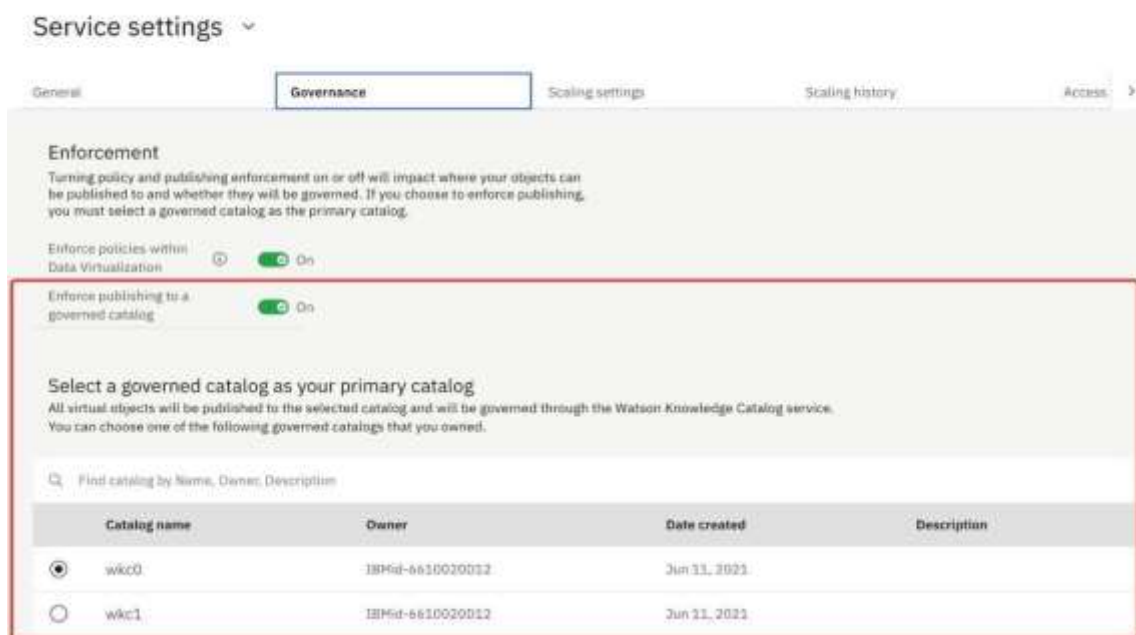 Service settings
General Governance Scaling settings Scaling history Access
Enforcement
Turning policy and publishing enforcement on or off will impact where your objects can
be published to and whether they will be governed. If you choose to enforce publishing,
you must select a governed catalog as the primary catalog.
Enforce policies within
Data Virtualization On
Enforce publishing to a
governed catalog On
Select a governed catalog as your primary catalog
All virtual objects will be published to the selected catalog and will be governed through the Watson Knowledge Catalog service.
You can choose one of the following governed catalogs that you owned.
Find catalog by Name, Owner, Description
Catalog name Owner Date created Description
wkc0 IBMid-6610020012 Jun 11, 2021
wkc1 IBMid-6610020012 Jun 11, 2021